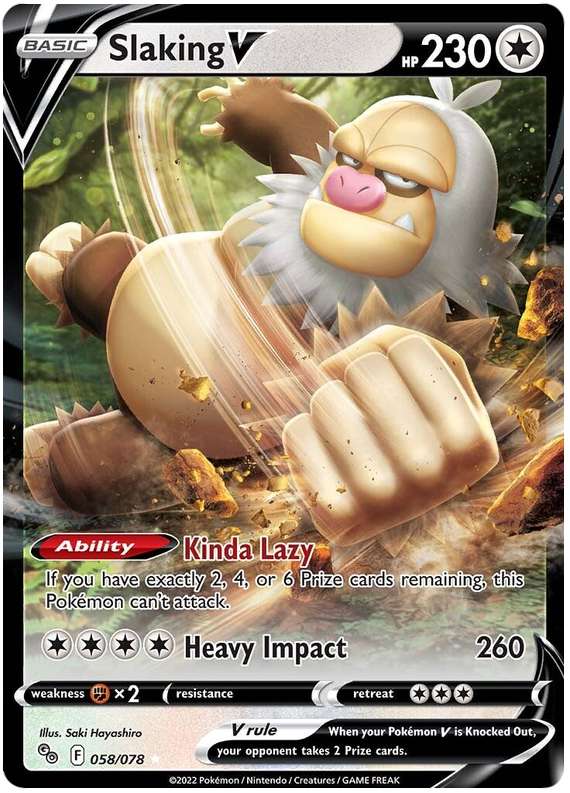 BASIC Slaking V HP 230
Ability Kinda Lazy
If you have exactly 2, 4, or 6 Prize cards remaining, this
Pokémon can't attack.
Heavy Impact 260
weakness ×2 resistance retreat
Illus. Saki Hayashiro
GO F 058/078
V rule When your Pokémon V is Knocked Out,
your opponent takes 2 Prize cards.
©2022 Pokémon / Nintendo / Creatures / GAME FREAK